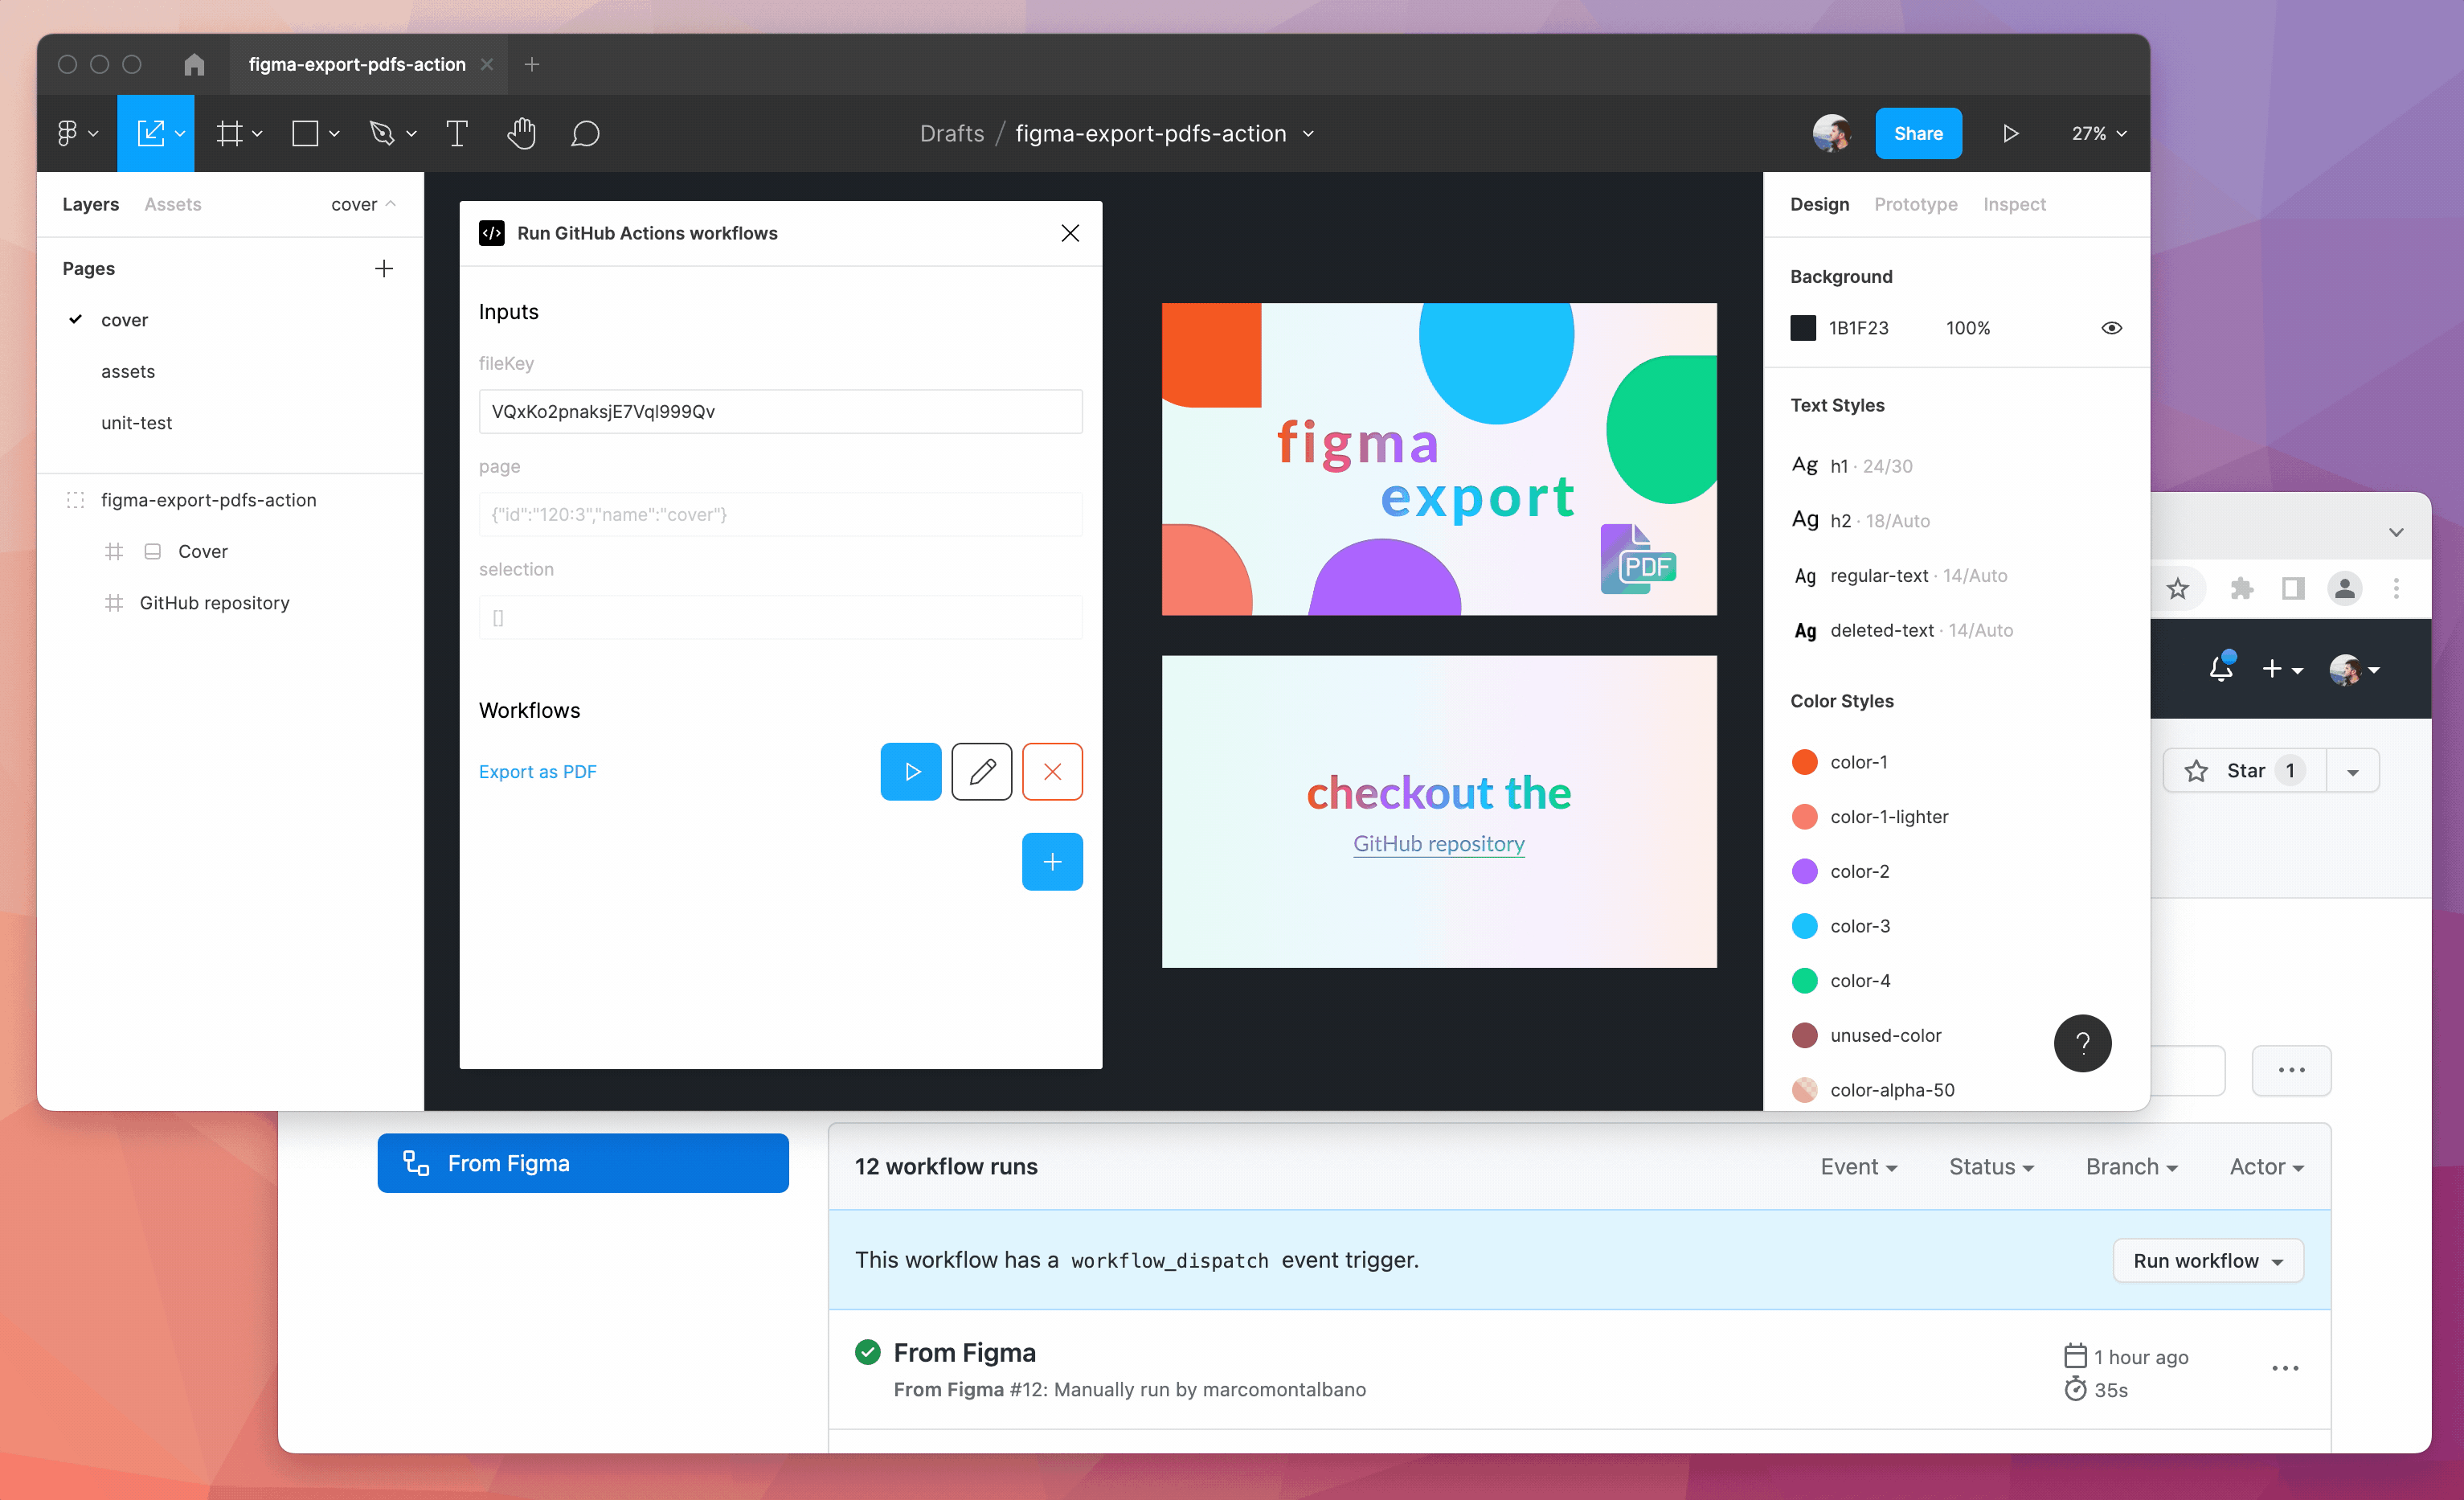 figma-export-pdfs-action
Drafts / figma-export-pdfs-action
Share
27%
Layers Assets cover
Pages
cover
assets
unit-test
figma-export-pdfs-action
Cover
GitHub repository
Run GitHub Actions workflows
Inputs
fileKey
VQxKo2pnaksjE7Vql999Qv
page
{"id":"120:3","name":"cover"}
selection
[]
Workflows
Export as PDF
figma
export
PDF
checkout the
GitHub repository
Design Prototype Inspect
Background
1B1F23 100%
Text Styles
Ag h1 · 24/30
Ag h2 · 18/Auto
Ag regular-text · 14/Auto
Ag deleted-text · 14/Auto
Color Styles
color-1
color-1-lighter
color-2
color-3
color-4
unused-color
color-alpha-50
?
Star 1
From Figma
12 workflow runs
Event Status Branch Actor
This workflow has a workflow_dispatch event trigger.
Run workflow
From Figma
From Figma #12: Manually run by marcomontalbano
1 hour ago
35s